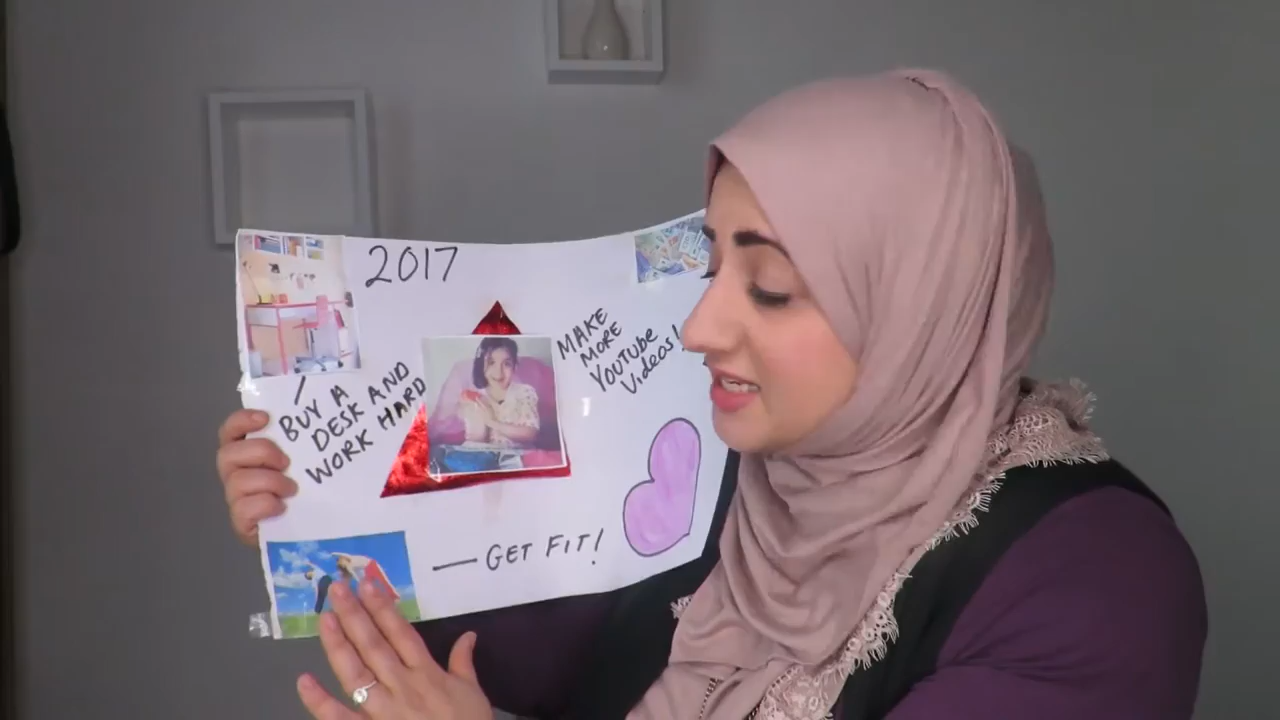 2017
MAKE
MORE
YOUTUBE
VIDEOS!
BUY A
DESK AND
WORK HARD
— GET FIT!